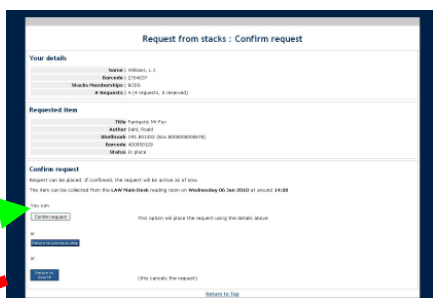 Request from stacks : Confirm request
Your details
Name : Williams, L J
Barcode : 2764037
Stacks Memberships : BODS
# Requests : 4 (4 requests, 0 reserved)
Requested item
Title Fantastic Mr Fox
Author Dahl, Roald
Shelfmark
Barcode 400050129
Status In place
Confirm request
Request can be placed. If confirmed, the request will be active as of now.
The item can be collected from the LAW Main Desk reading room on Wednesday 06 Jan 2010 at around 14:30
You can
Confirm request This option will place the request using the details above
or
Return to previous step
or
Return to Search (this cancels the request)
Return to Top